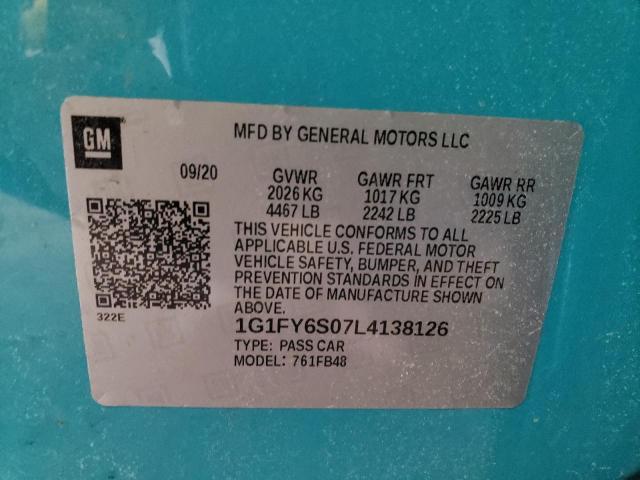 GM
MFD BY GENERAL MOTORS LLC
09/20
GVWR
2026 KG
4467 LB
GAWR FRT
1017 KG
2242 LB
GAWR RR
1009 KG
2225 LB
THIS VEHICLE CONFORMS TO ALL
APPLICABLE U.S. FEDERAL MOTOR
VEHICLE SAFETY, BUMPER, AND THEFT
PREVENTION STANDARDS IN EFFECT ON
THE DATE OF MANUFACTURE SHOWN
ABOVE.
322E
1G1FY6S07L4138126
TYPE: PASS CAR
MODEL: 761FB48